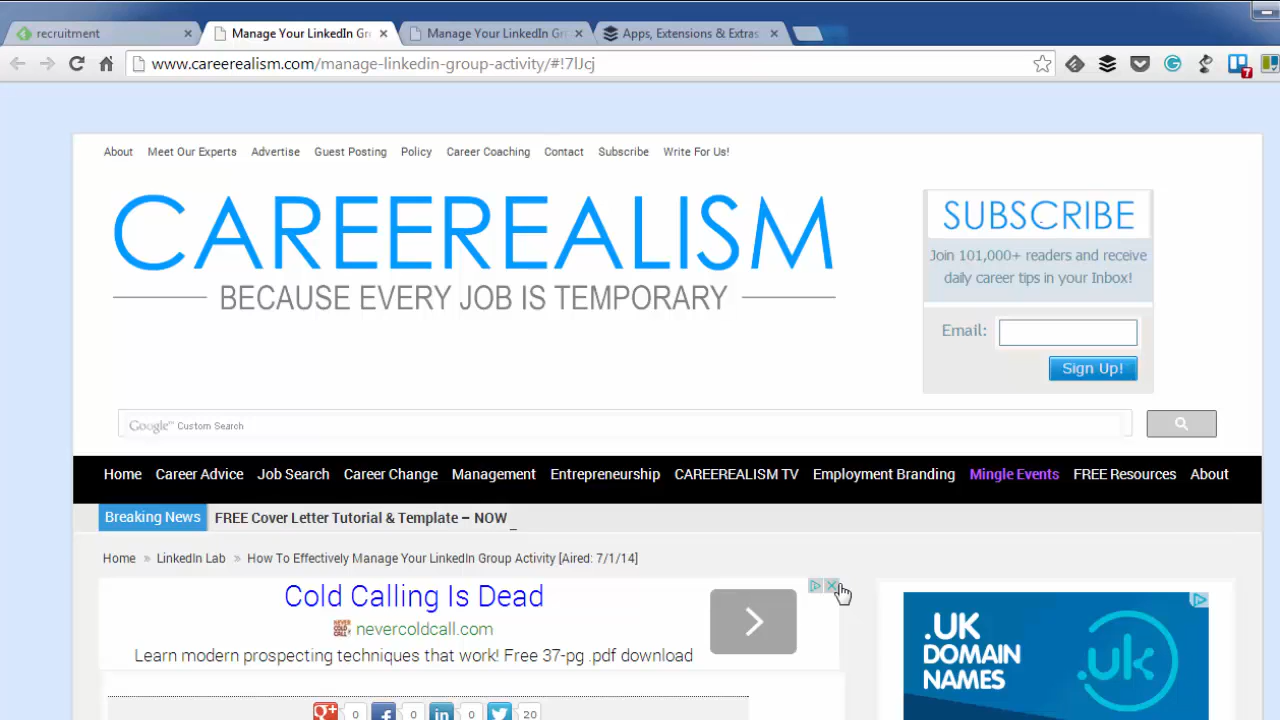 recruitment
Manage Your LinkedIn Gr
Manage Your LinkedIn Gr
Apps, Extensions & Extras
www.careerealism.com/manage-linkedin-group-activity/#!7lJcj
7
About Meet Our Experts Advertise Guest Posting Policy Career Coaching Contact Subscribe Write For Us!
CAREEREALISM
BECAUSE EVERY JOB IS TEMPORARY
SUBSCRIBE
Join 101,000+ readers and receive
daily career tips in your Inbox!
Email:
Sign Up!
Google™ Custom Search
Home Career Advice Job Search Career Change Management Entrepreneurship CAREEREALISM TV Employment Branding Mingle Events FREE Resources About
Breaking News FREE Cover Letter Tutorial & Template – NOW _
Home » LinkedIn Lab » How To Effectively Manage Your LinkedIn Group Activity [Aired: 7/1/14]
Cold Calling Is Dead
NEVER COLD CALL nevercoldcall.com
Learn modern prospecting techniques that work! Free 37-pg .pdf download
.UK
DOMAIN
NAMES
.uk
g+ 0 f 0 in 0 20